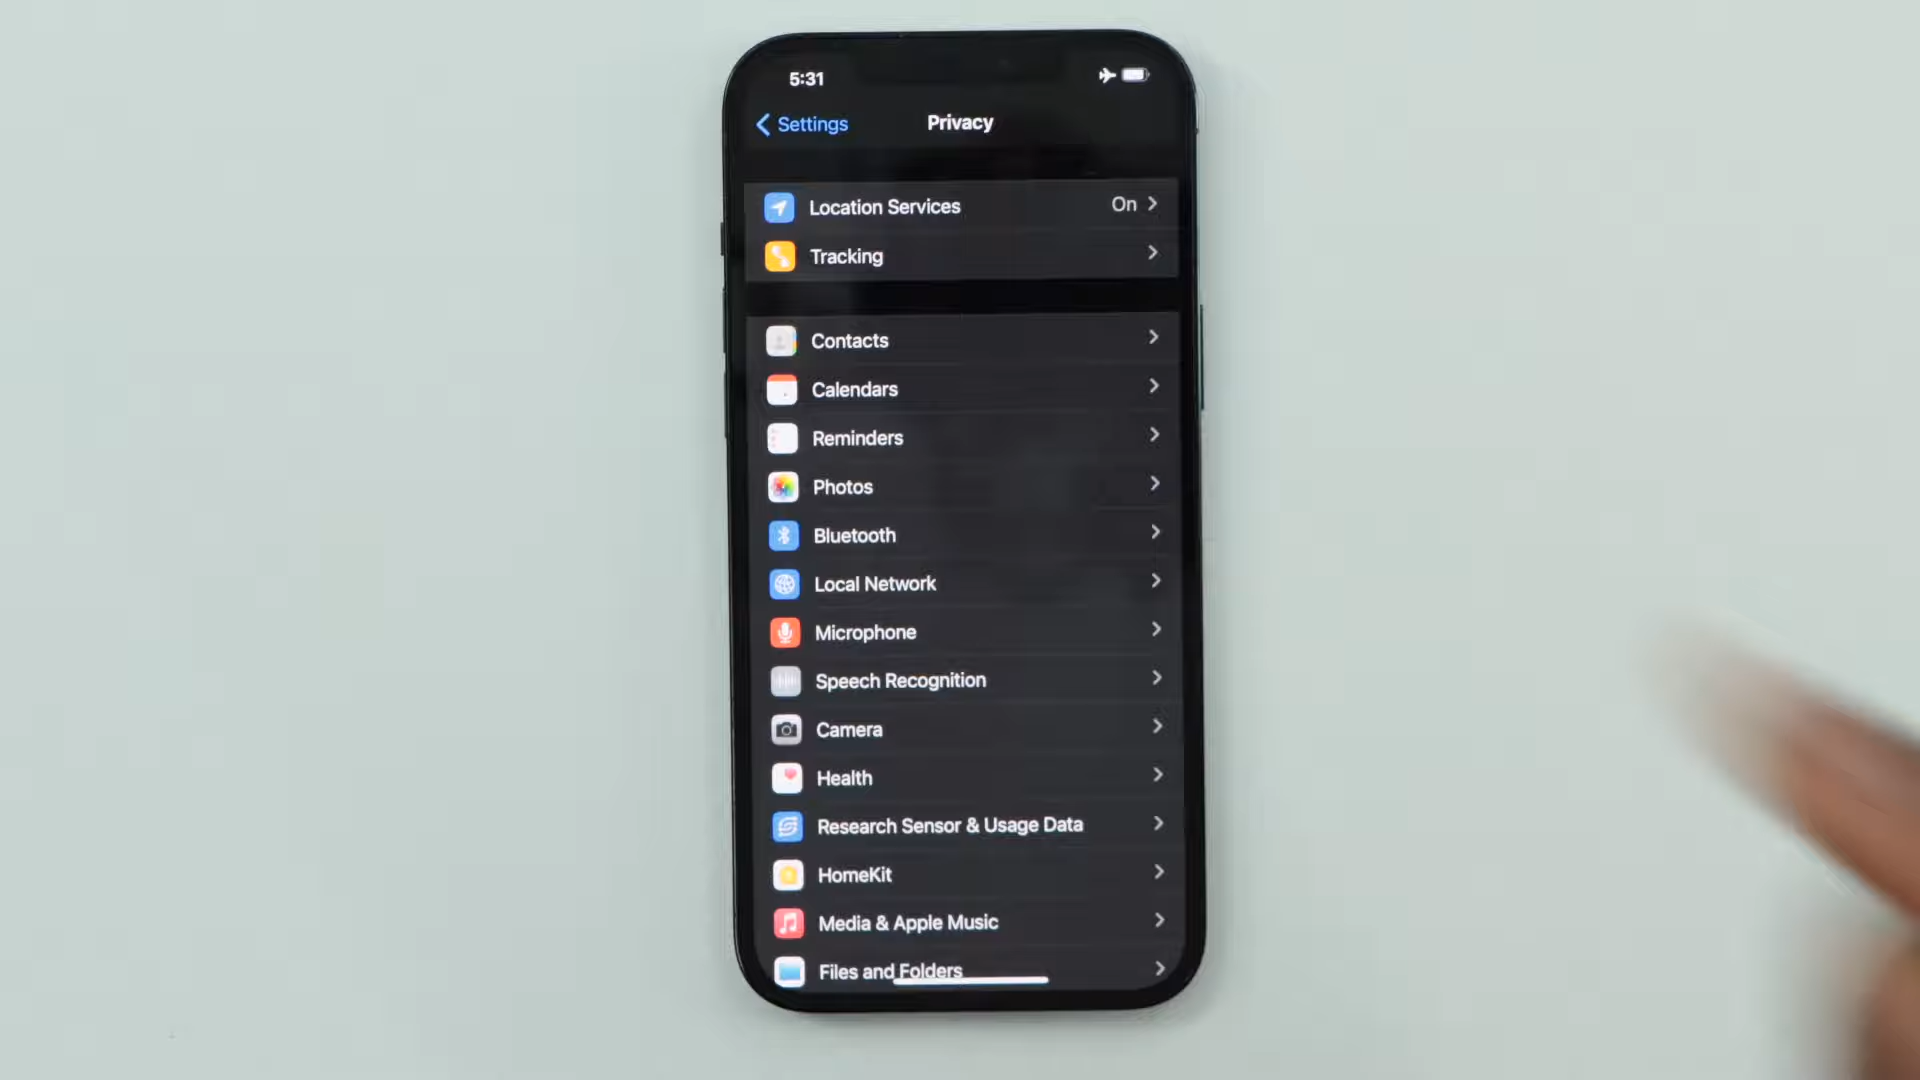 5:31
Settings
Privacy
Location Services
On
Tracking
Contacts
Calendars
Reminders
Photos
Bluetooth
Local Network
Microphone
Speech Recognition
Camera
Health
Research Sensor & Usage Data
HomeKit
Media & Apple Music
Files and Folders